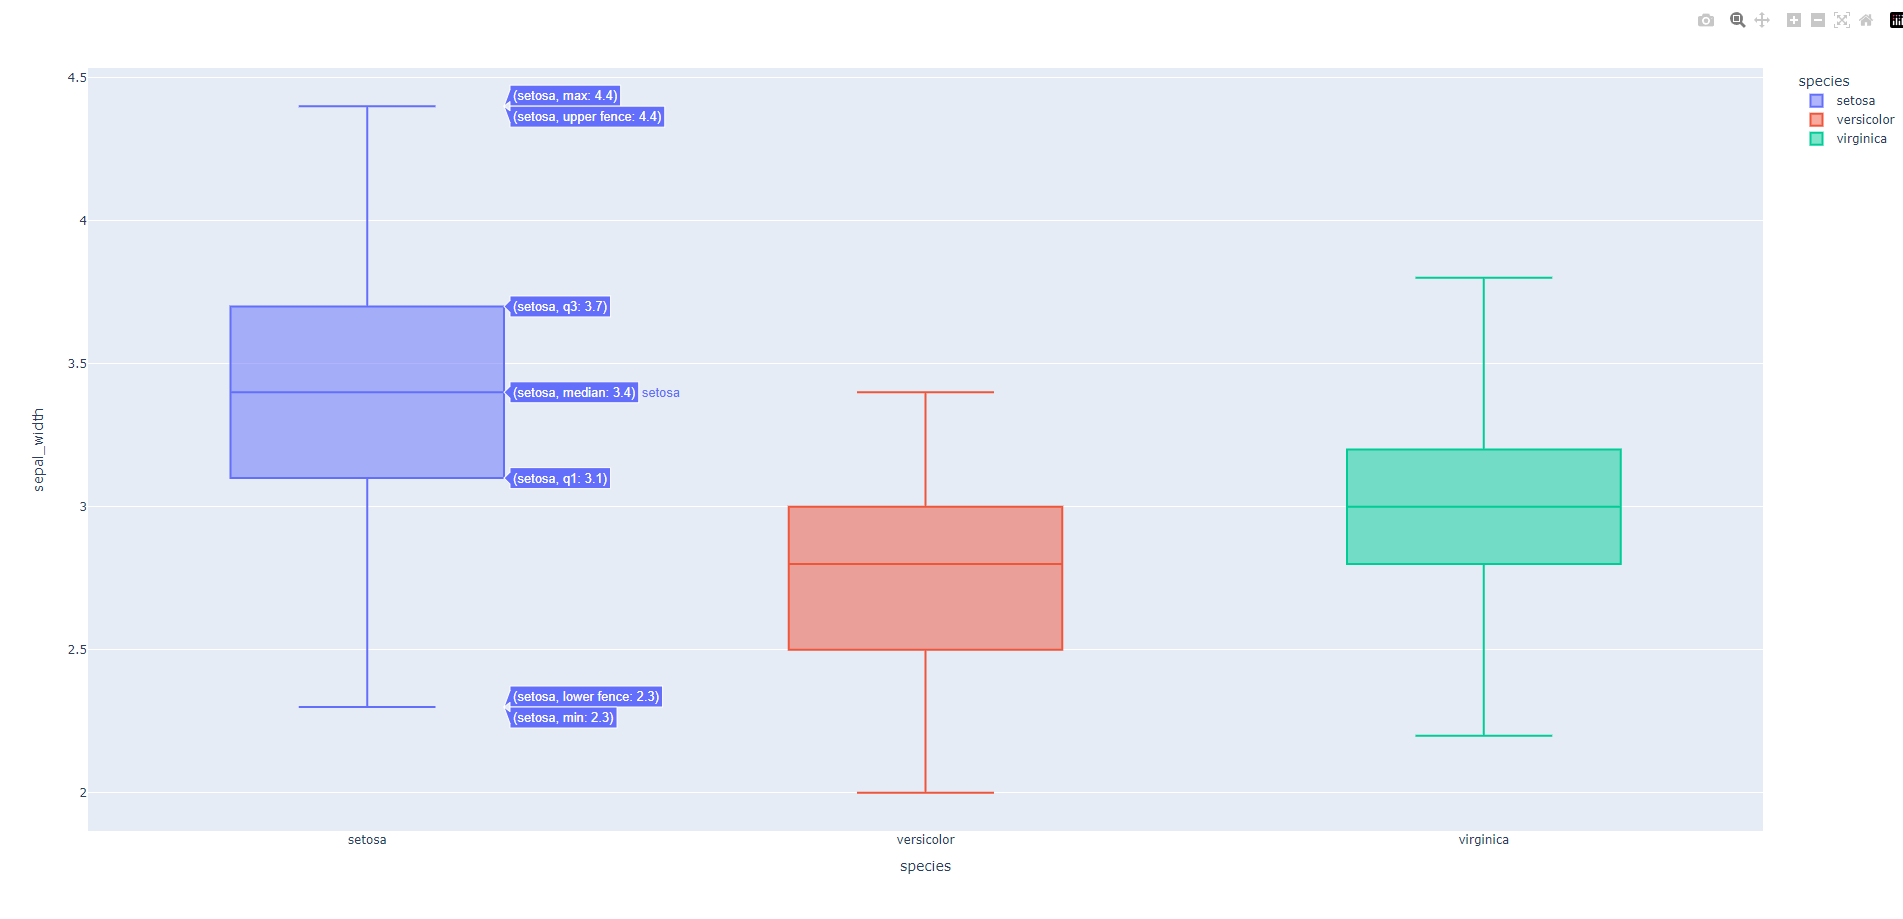 4.5
4
3.5
3
2.5
2
sepal_width
(setosa, max: 4.4)
(setosa, upper fence: 4.4)
(setosa, q3: 3.7)
(setosa, median: 3.4) setosa
(setosa, q1: 3.1)
(setosa, lower fence: 2.3)
(setosa, min: 2.3)
setosa
versicolor
virginica
species
species
setosa
versicolor
virginica